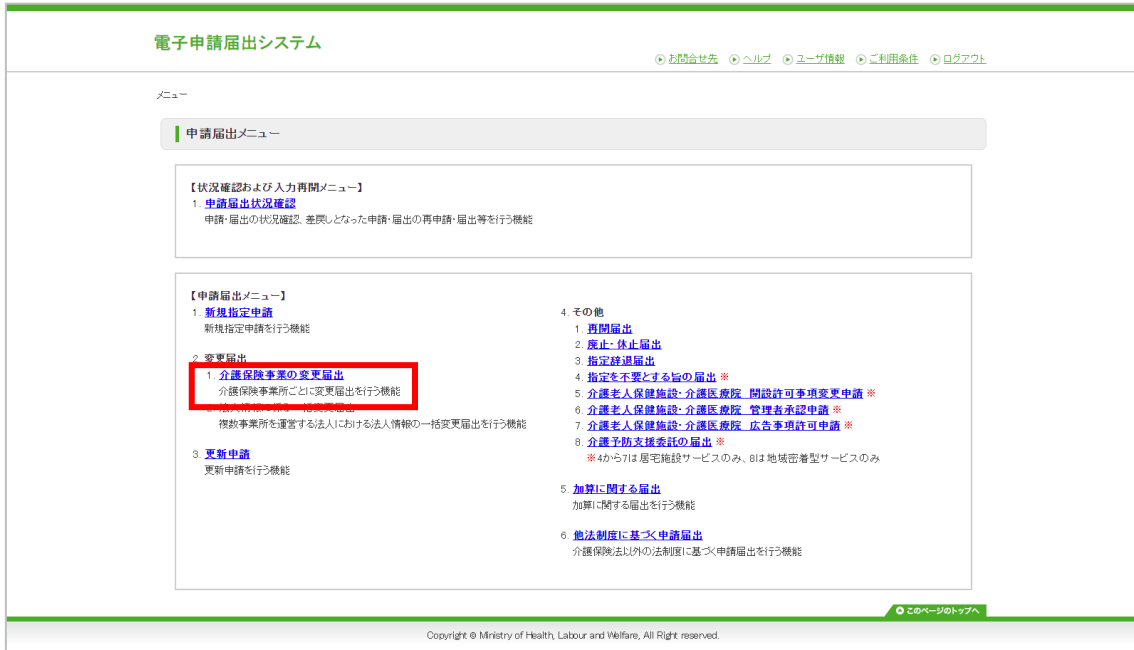 電子申請届出システム
お問合せ先 ヘルプ ユーザ情報 ご利用条件 ログアウト
メニュー
申請届出メニュー
【状況確認および入力再開メニュー】
1. 申請届出状況確認
申請・届出の状況確認、差戻しとなった申請・届出の再申請・届出等を行う機能
【申請届出メニュー】
1. 新規指定申請
新規指定申請を行う機能
2. 変更届出
1. 介護保険事業の変更届出
介護保険事業所ごとに変更届出を行う機能
複数事業所を運営する法人における法人情報の一括変更届出を行う機能
3. 更新申請
更新申請を行う機能
4. その他
1. 再開届出
2. 廃止・休止届出
3. 指定辞退届出
4. 指定を不要とする旨の届出 ※
5. 介護老人保健施設・介護医療院 開設許可事項変更申請 ※
6. 介護老人保健施設・介護医療院 管理者承認申請 ※
7. 介護老人保健施設・介護医療院 広告事項許可申請 ※
8. 介護予防支援委託の届出 ※
※4から7は居宅施設サービスのみ、8は地域密着型サービスのみ
5. 加算に関する届出
加算に関する届出を行う機能
6. 他法制度に基づく申請届出
介護保険法以外の法制度に基づく申請届出を行う機能
このページのトップへ
Copyright © Ministry of Health, Labour and Welfare, All Right reserved.